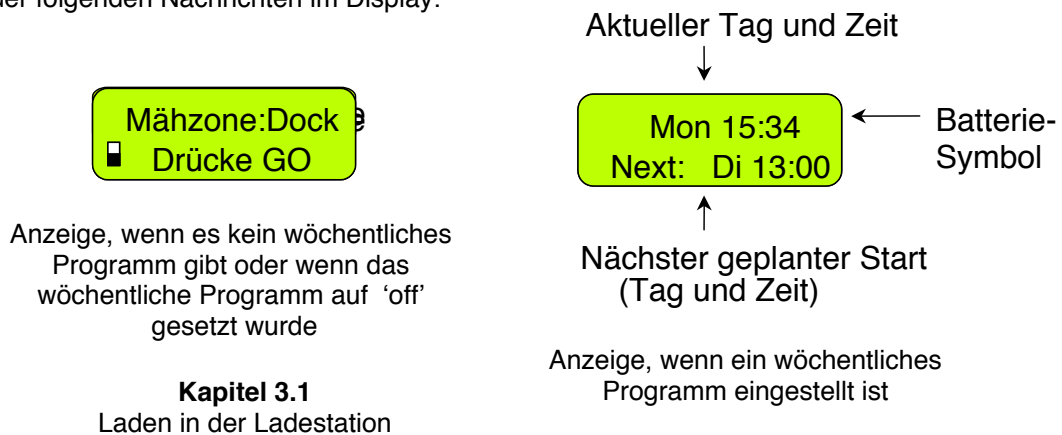 der folgenden Nachrichten im Display:
Mähzone:Dock
Drücke GO
Anzeige, wenn es kein wöchentliches
Programm gibt oder wenn das
wöchentliche Programm auf ‘off’
gesetzt wurde
Kapitel 3.1
Laden in der Ladestation
Aktueller Tag und Zeit
Mon 15:34
Next: Di 13:00
Batterie-
Symbol
Nächster geplanter Start
(Tag und Zeit)
Anzeige, wenn ein wöchentliches
Programm eingestellt ist